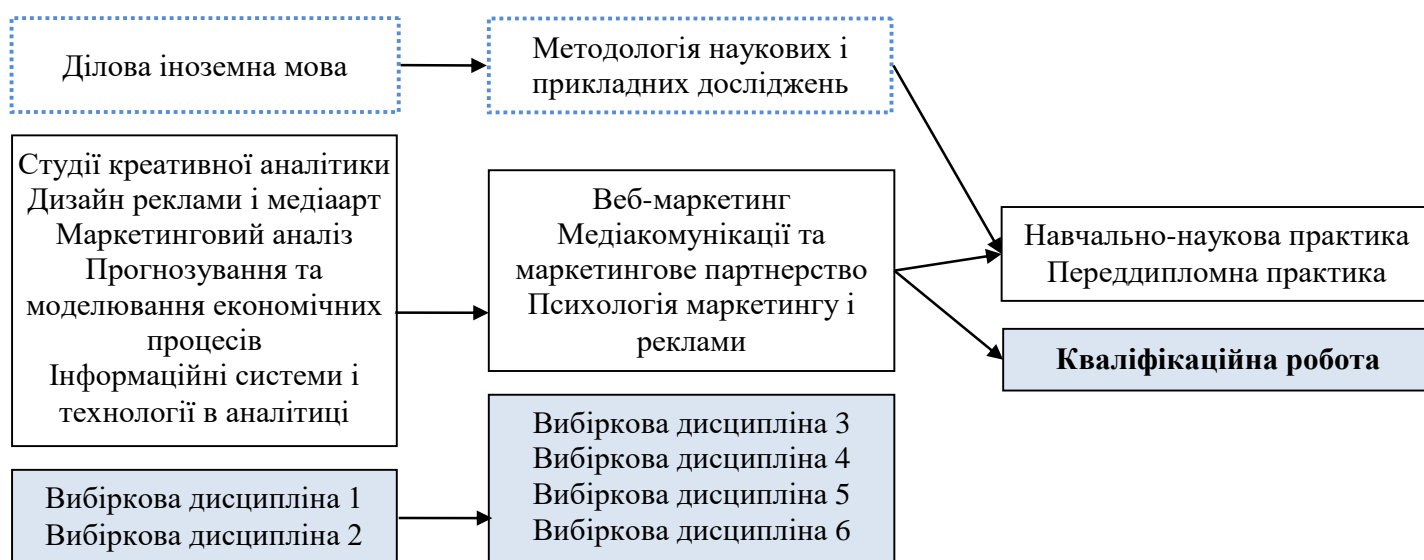 Ділова іноземна мова
Методологія наукових і
прикладних досліджень
Студії креативної аналітики
Дизайн реклами і медіаарт
Маркетинговий аналіз
Прогнозування та
моделювання економічних
процесів
Інформаційні системи і
технології в аналітиці
Веб-маркетинг
Медіакомунікації та
маркетингове партнерство
Психологія маркетингу і
реклами
Навчально-наукова практика
Переддипломна практика
Кваліфікаційна робота
Вибіркова дисципліна 1
Вибіркова дисципліна 2
Вибіркова дисципліна 3
Вибіркова дисципліна 4
Вибіркова дисципліна 5
Вибіркова дисципліна 6